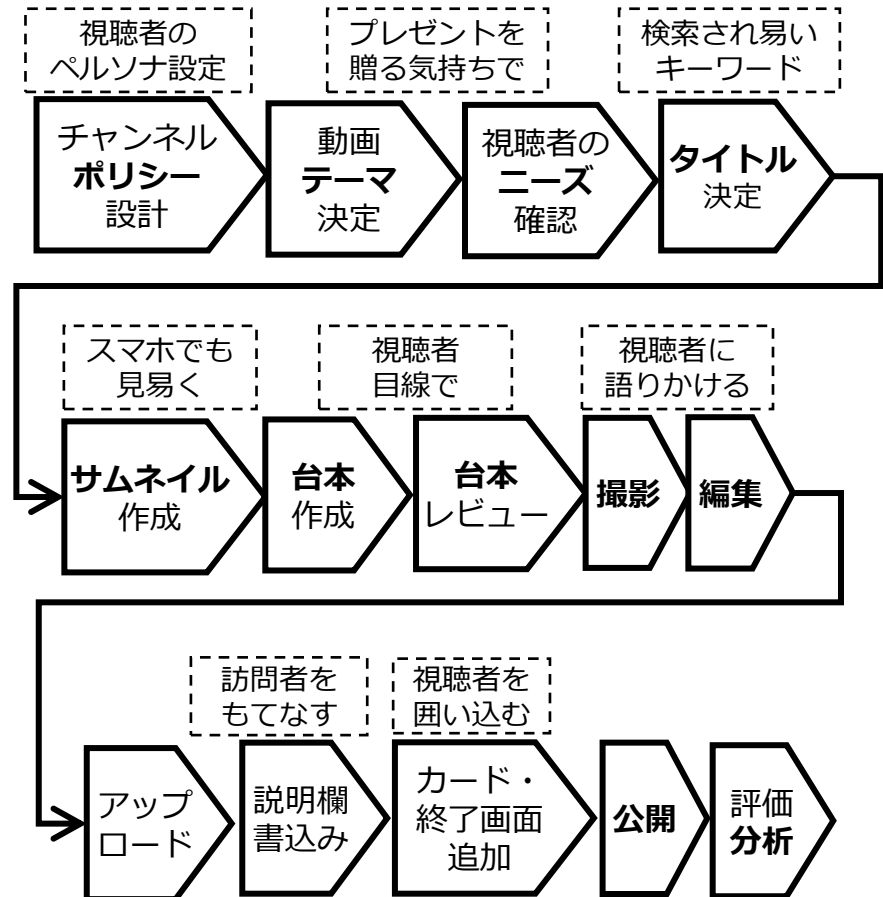 視聴者の
ペルソナ設定
プレゼントを
贈る気持ちで
検索され易い
キーワード
チャンネル
ポリシー
設計
動画
テーマ
決定
視聴者の
ニーズ
確認
タイトル
決定
スマホでも
見易く
視聴者
目線で
視聴者に
語りかける
サムネイル
作成
台本
作成
台本
レビュー
撮影
編集
訪問者を
もてなす
視聴者を
囲い込む
アップ
ロード
説明欄
書込み
カード・
終了画面
追加
公開
評価
分析